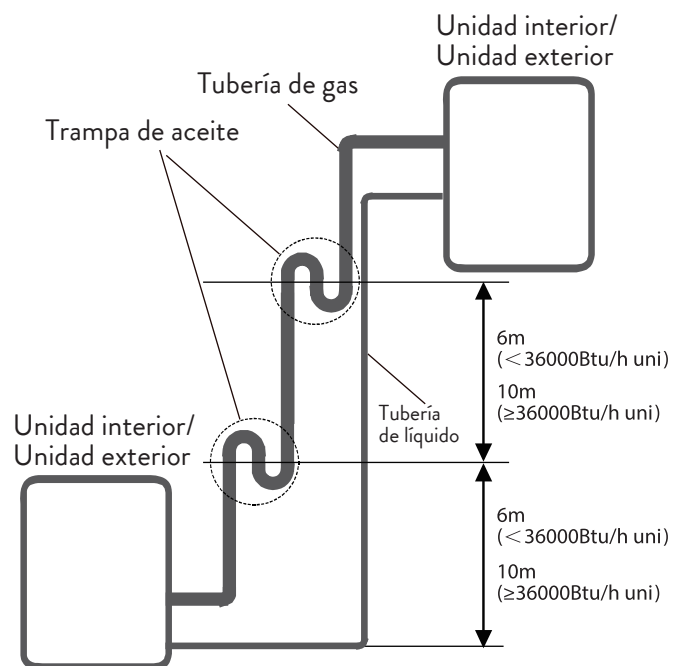 Unidad interior/
Unidad exterior
Tubería de gas
Trampa de aceite
6m
(<36000Btu/h uni)
10m
(≥36000Btu/h uni)
Tubería
de líquido
Unidad interior/
Unidad exterior
6m
(<36000Btu/h uni)
10m
(≥36000Btu/h uni)